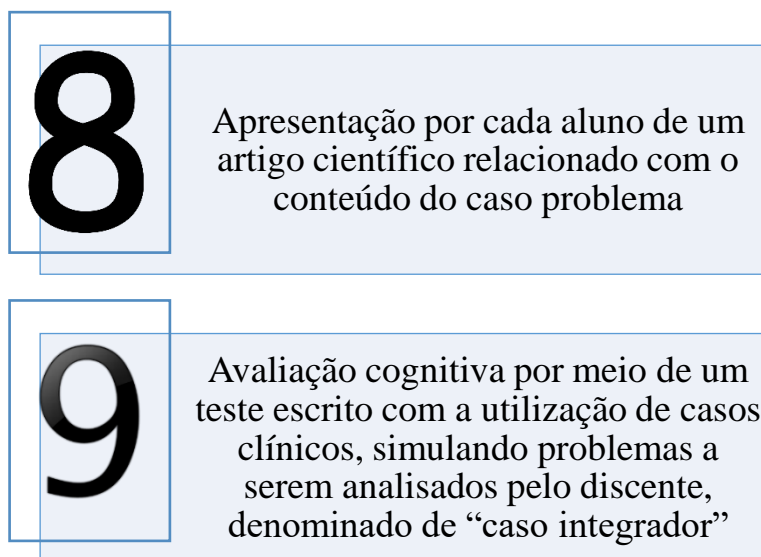 8
Apresentação por cada aluno de um
artigo científico relacionado com o
conteúdo do caso problema
9
Avaliação cognitiva por meio de um
teste escrito com a utilização de casos
clínicos, simulando problemas a
serem analisados pelo discente,
denominado de “caso integrador”